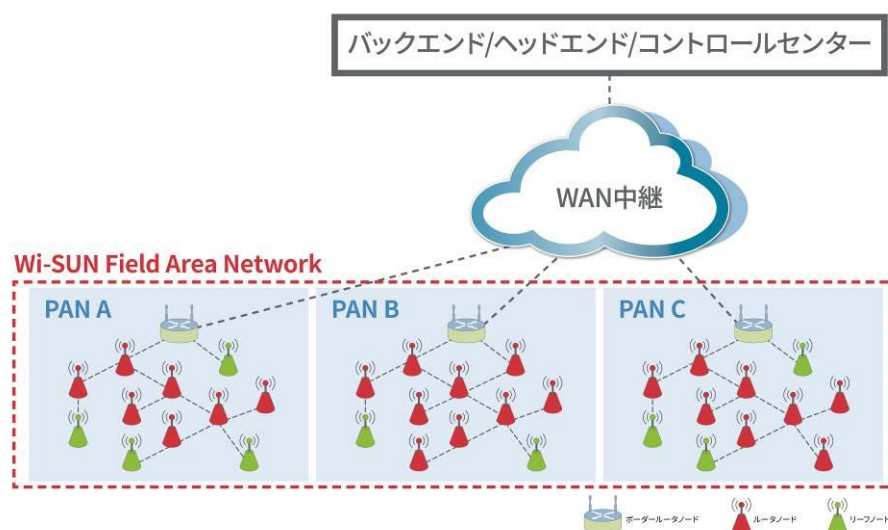 バックエンド/ヘッドエンド/コントロールセンター
WAN中継
Wi-SUN Field Area Network
PAN A
PAN B
PAN C
ボーダールータノード
ルータノード
リーフノード